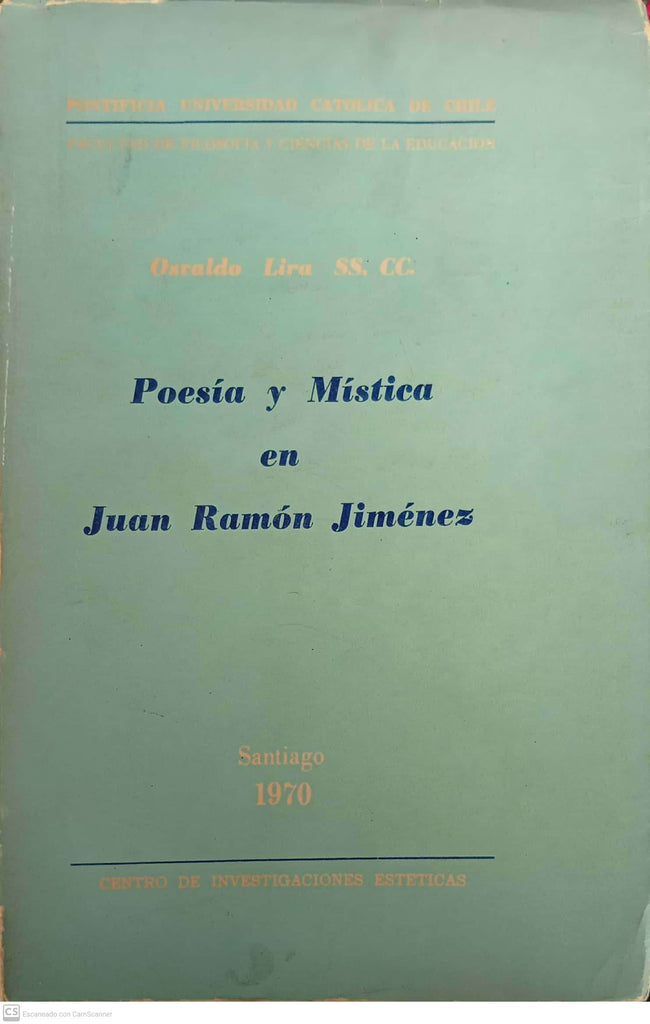 PONTIFICIA UNIVERSIDAD CATOLICA DE CHILE
FACULTAD DE FILOSOFIA Y CIENCIAS DE LA EDUCACION
Osvaldo Lira SS. CC.
Poesía y Mística
en
Juan Ramón Jiménez
Santiago
1970
CENTRO DE INVESTIGACIONES ESTETICAS
CS Escaneado con CamScanner